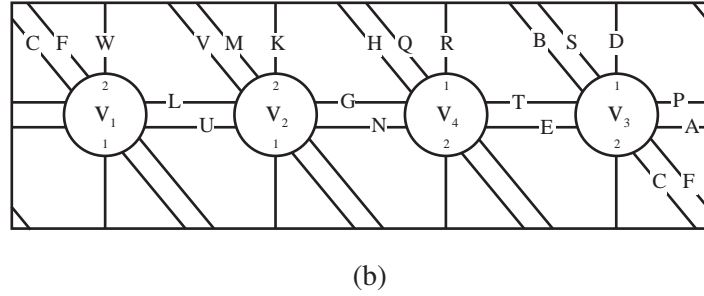 C F W V M K H Q R B S D
2 2 1 1
L G T P
V1 V2 V4 V3
U N E A
1 1 2 2
C F
(b)